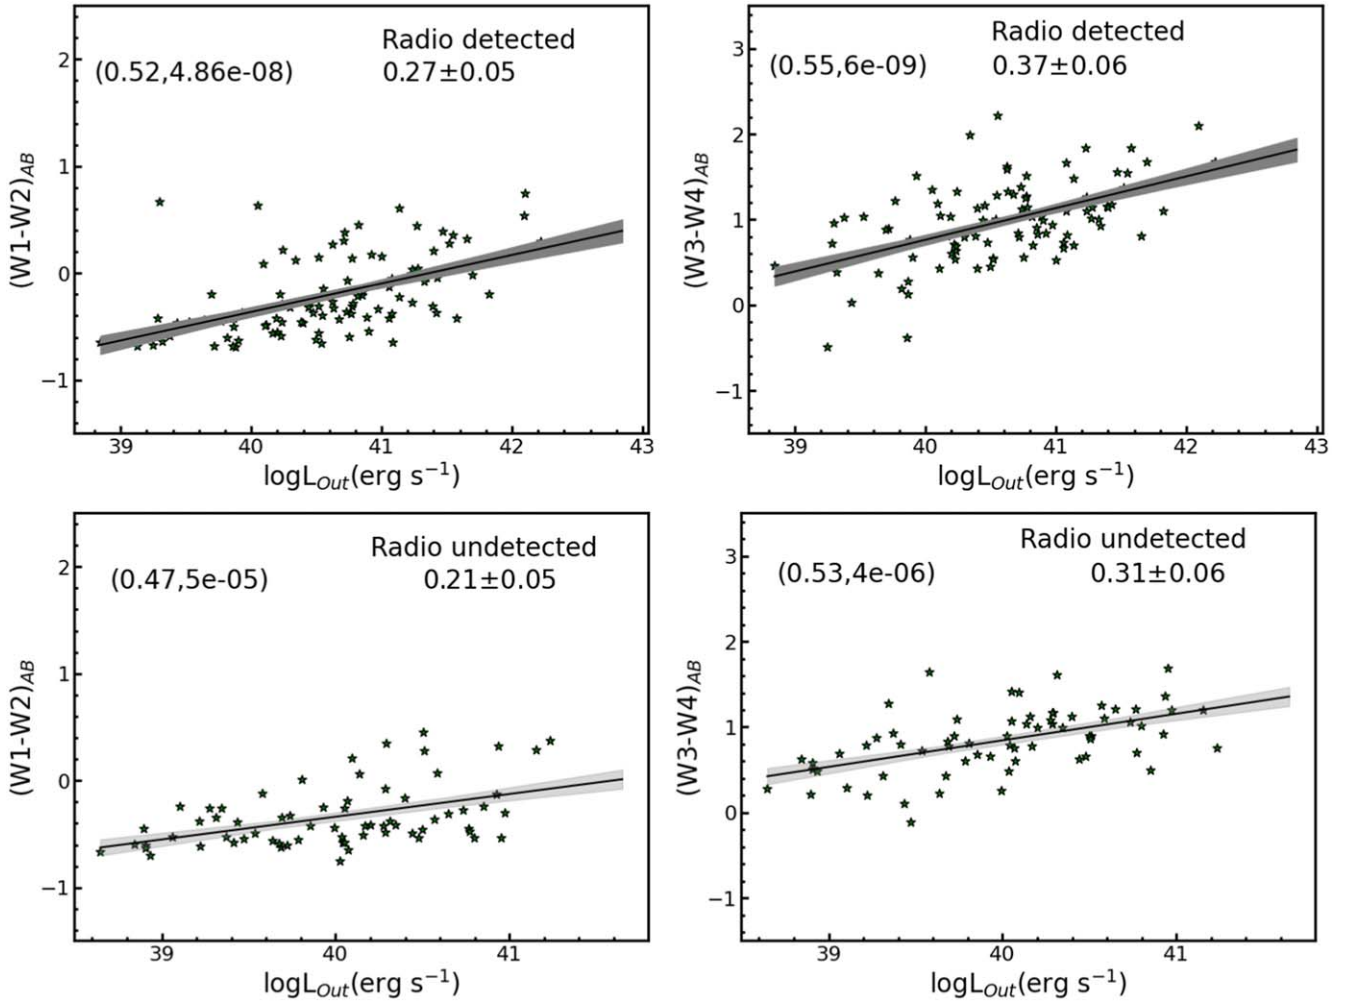 Radio detected
(0.52,4.86e-08) 0.27±0.05
2
1
0
−1
(W1-W2)AB
39 40 41 42 43
logLOut(erg s−1)
Radio detected
(0.55,6e-09) 0.37±0.06
3
2
1
0
−1
(W3-W4)AB
39 40 41 42 43
logLOut(erg s−1)
Radio undetected
(0.47,5e-05) 0.21±0.05
2
1
0
−1
(W1-W2)AB
39 40 41
logLOut(erg s−1)
Radio undetected
(0.53,4e-06) 0.31±0.06
3
2
1
0
−1
(W3-W4)AB
39 40 41
logLOut(erg s−1)